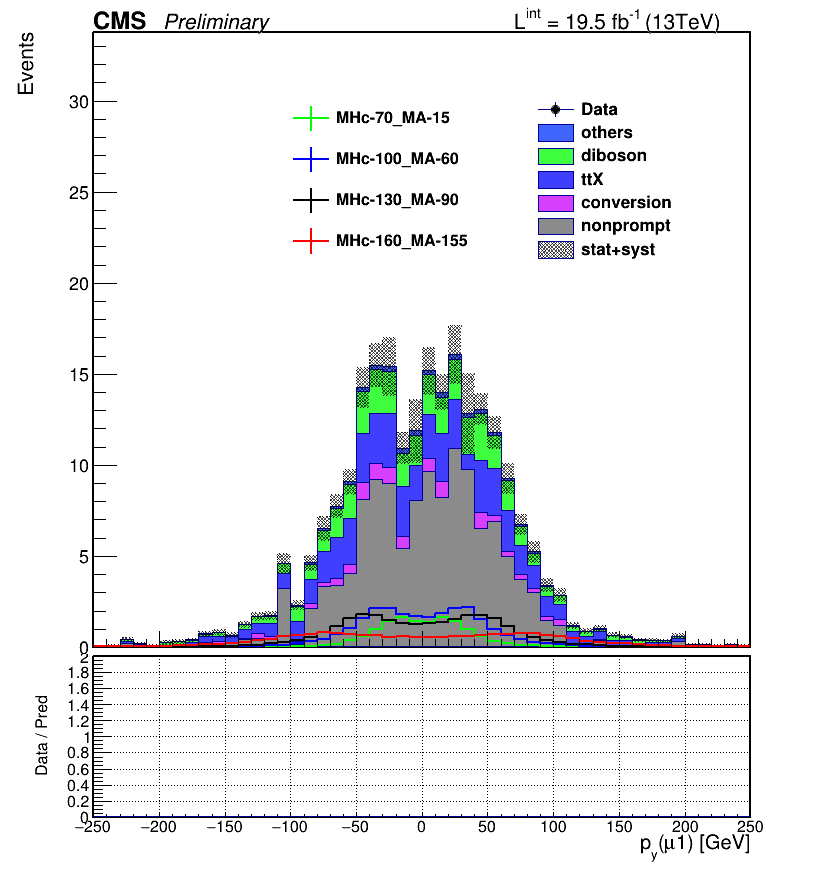 CMS Preliminary L^int = 19.5 fb^-1 (13TeV)
Events
30
25
20
15
10
5
0
MHc-70_MA-15
MHc-100_MA-60
MHc-130_MA-90
MHc-160_MA-155
Data
others
diboson
ttX
conversion
nonprompt
stat+syst
Data / Pred
2
1.8
1.6
1.4
1.2
1
0.8
0.6
0.4
0.2
0
−250 −200 −150 −100 −50 0 50 100 150 200 250
p_y(μ1) [GeV]